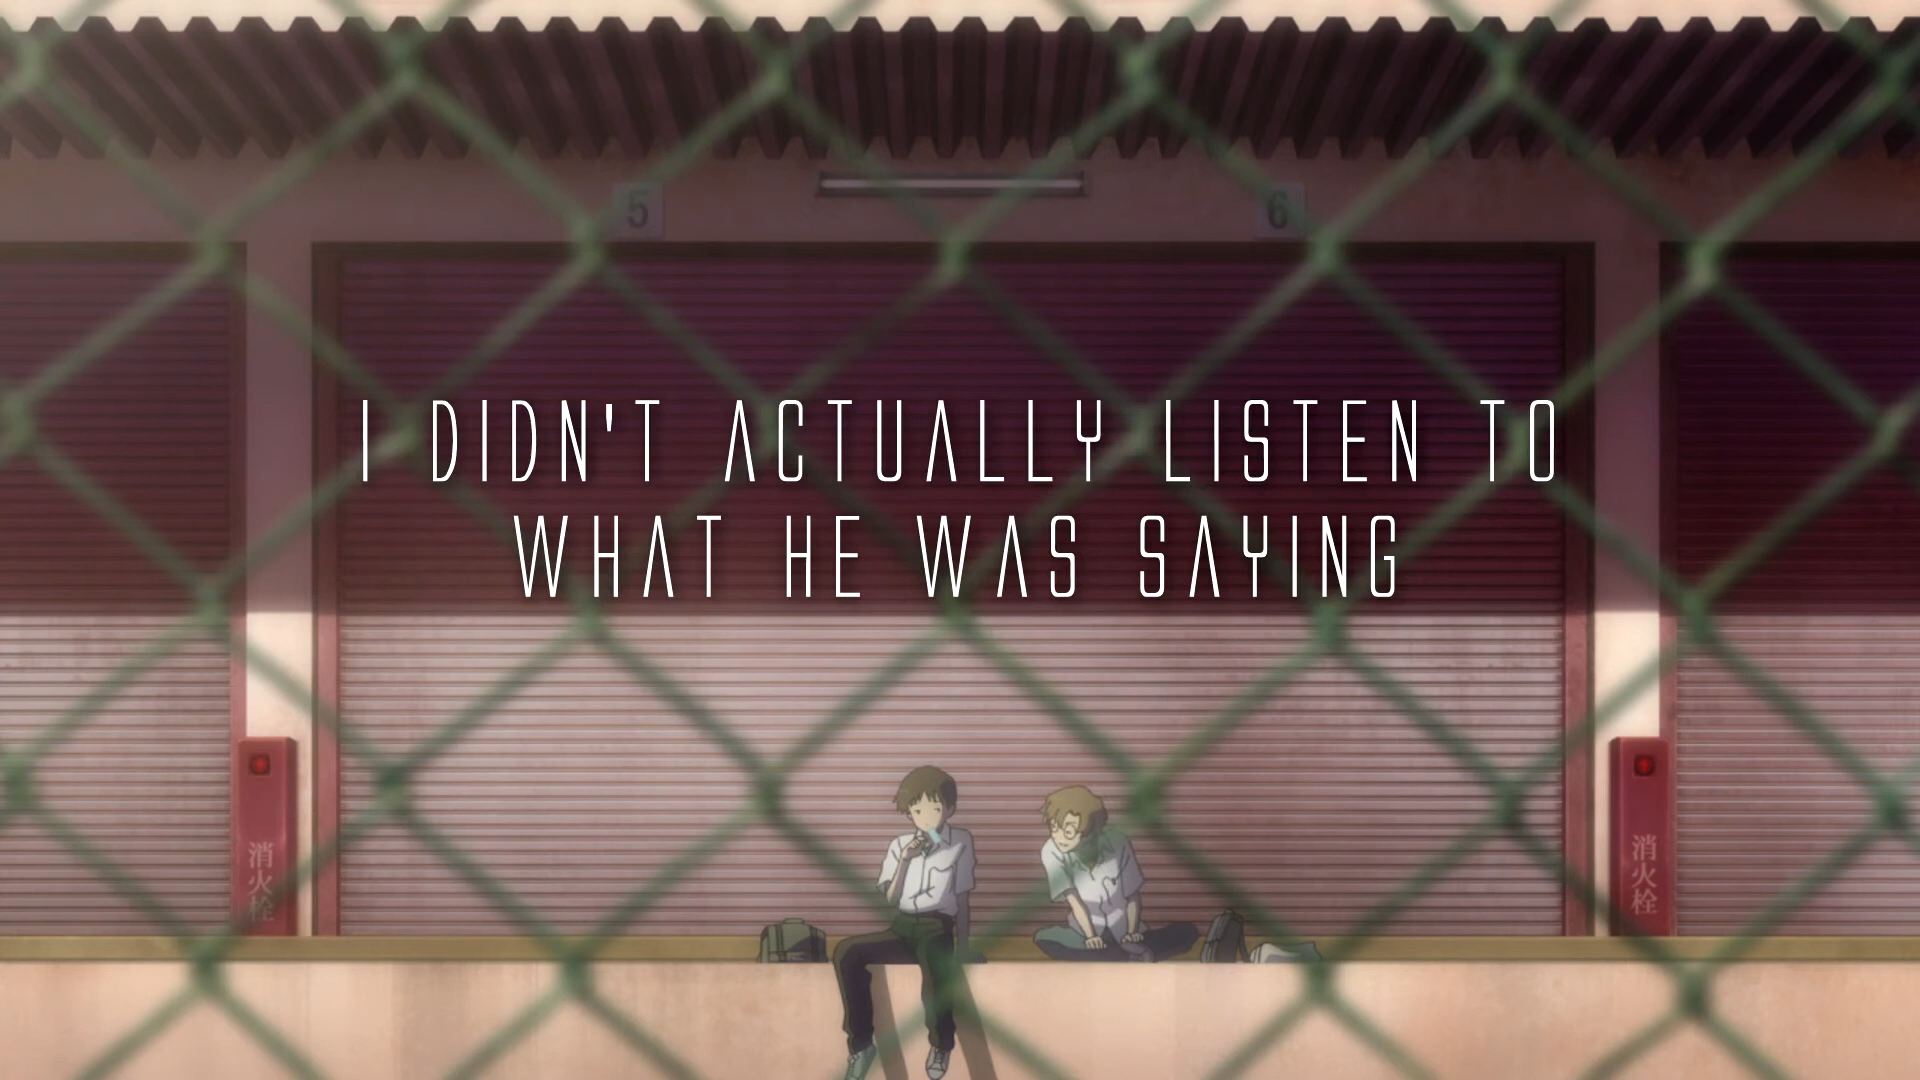 5
6
I DIDN'T ACTUALLY LISTEN TO
WHAT HE WAS SAYING
消火栓
消火栓